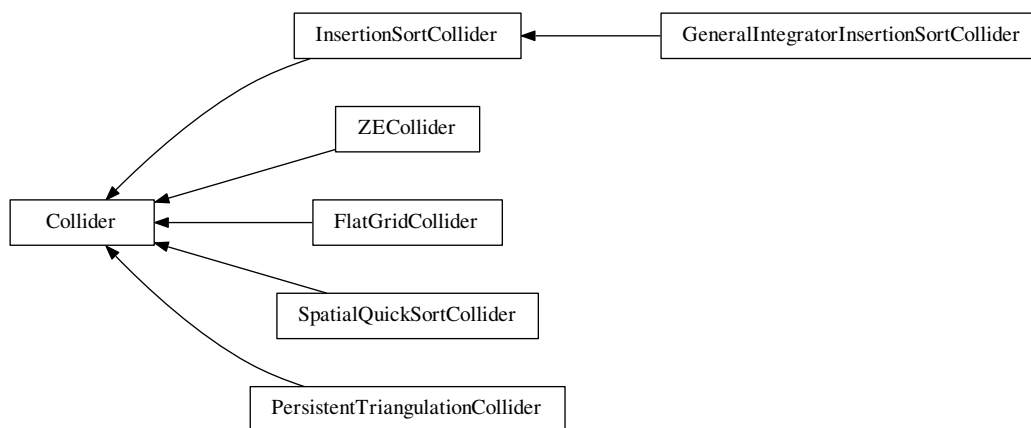 InsertionSortCollider
GeneralIntegratorInsertionSortCollider
ZECollider
Collider
FlatGridCollider
SpatialQuickSortCollider
PersistentTriangulationCollider